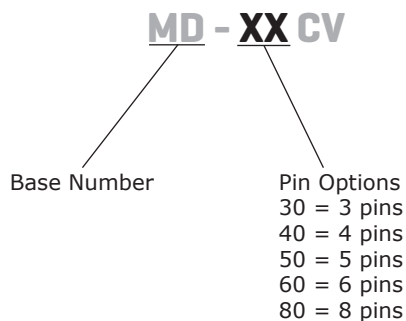 MD - XX CV
Base Number
Pin Options
30 = 3 pins
40 = 4 pins
50 = 5 pins
60 = 6 pins
80 = 8 pins